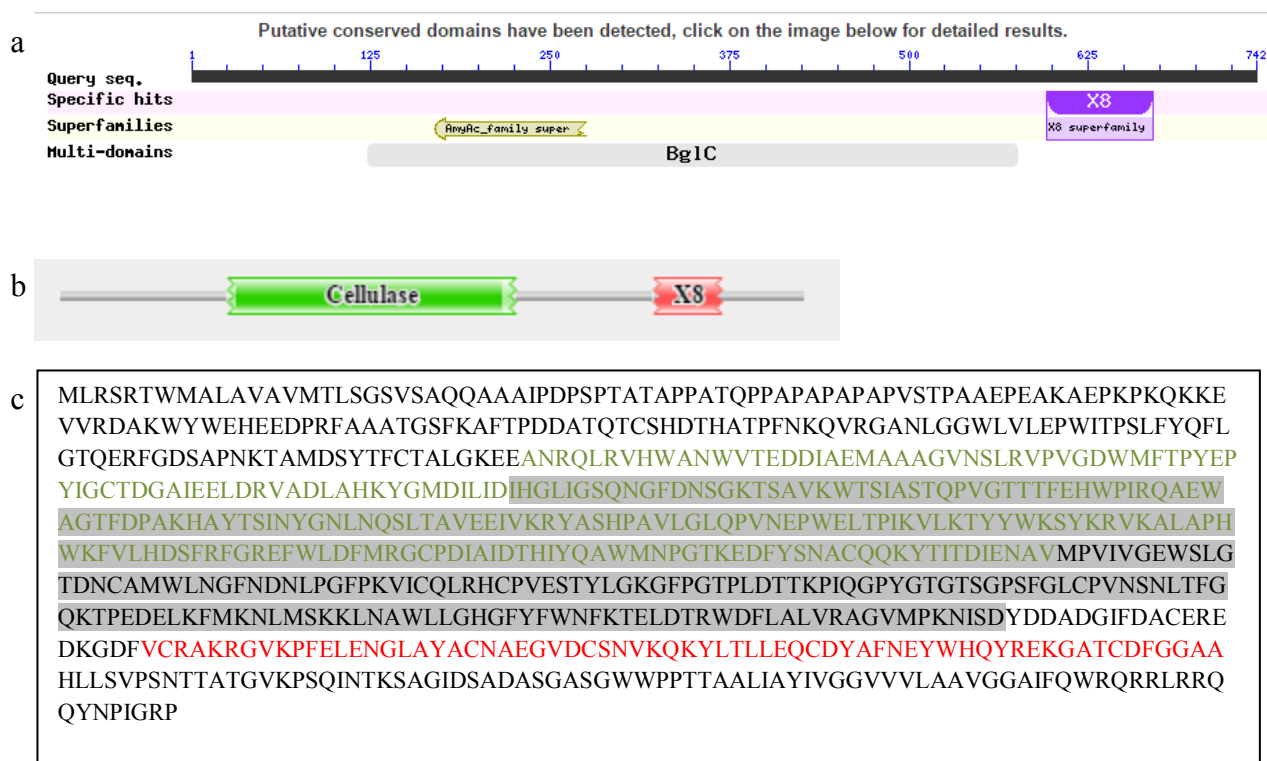 a
Putative conserved domains have been detected, click on the image below for detailed results.
1 125 250 375 500 625 742
Query seq.
Specific hits X8
Superfamilies AmyAc_family super X8 superfamily
Multi-domains BglC
b
Cellulase X8
c
MLRSRTWMALAVAVMTLSGSVSAQQAAAIPDPSPTATAPPATQPPAPAPAPAPVSTPAAEPEAKAEPKPKQKKE
VVRDAKWYWEHEEDPRFAAATGSFKAFTPDDATQTCSHDTHATPFNKQVRGANLGGWLVLEPWITPSLFYQFL
GTQERFGDSAPNKTAMDSYTFCTALGKEEANRQLRVHWANWVTEDDIAEMAAAGVNSLRVPVGDWMFTPYEP
YIGCTDGAIEELDRVADLAHKYGMDILIDIHGLIGSQNGFDNSGKTSAVKWTSIASTQPVGTTTFEHWPIRQAEW
AGTFDPAKHAYTSINYGNLNQSLTAVEEIVKRYASHPAVLGLQPVNEPWELTPIKVLKTYYWKSYKRVKALAPH
WKFVLHDSFRFGREFWLDFMRGCPDIAIDTHIYQAWMNPGTKEDFYSNACQQKYTITDIENAVMPVIVGEWSLG
TDNCAMWLNGFNDNLPGFPKVICQLRHCPVESTYLGKGFPGTPLDTTKPIQGPYGTGTSGPSFGLCPVNSNLTFG
QKTPEDELKFMKNLMSKKLNAWLLGHGFYFWNFKTELDTRWDFLALVRAGVMPKNISDYDDADGIFDACERE
DKGDFVCRAKRGVKPFELENGLAYACNAEGVDCSNVKQKYLTLLEQCDYAFNEYWHQYREKGATCDFGGAA
HLLSVPSNTTATGVKPSQINTKSAGIDSADASGASGWWPPTTAALIAYIVGGVVVLAAVGGAIFQWRQRRLRRQ
QYNPIGRP